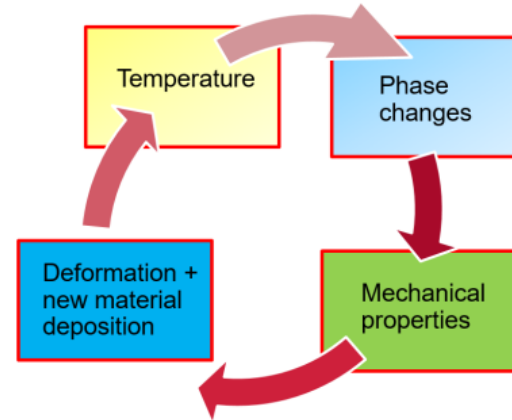 Temperature
Phase
changes
Deformation +
new material
deposition
Mechanical
properties